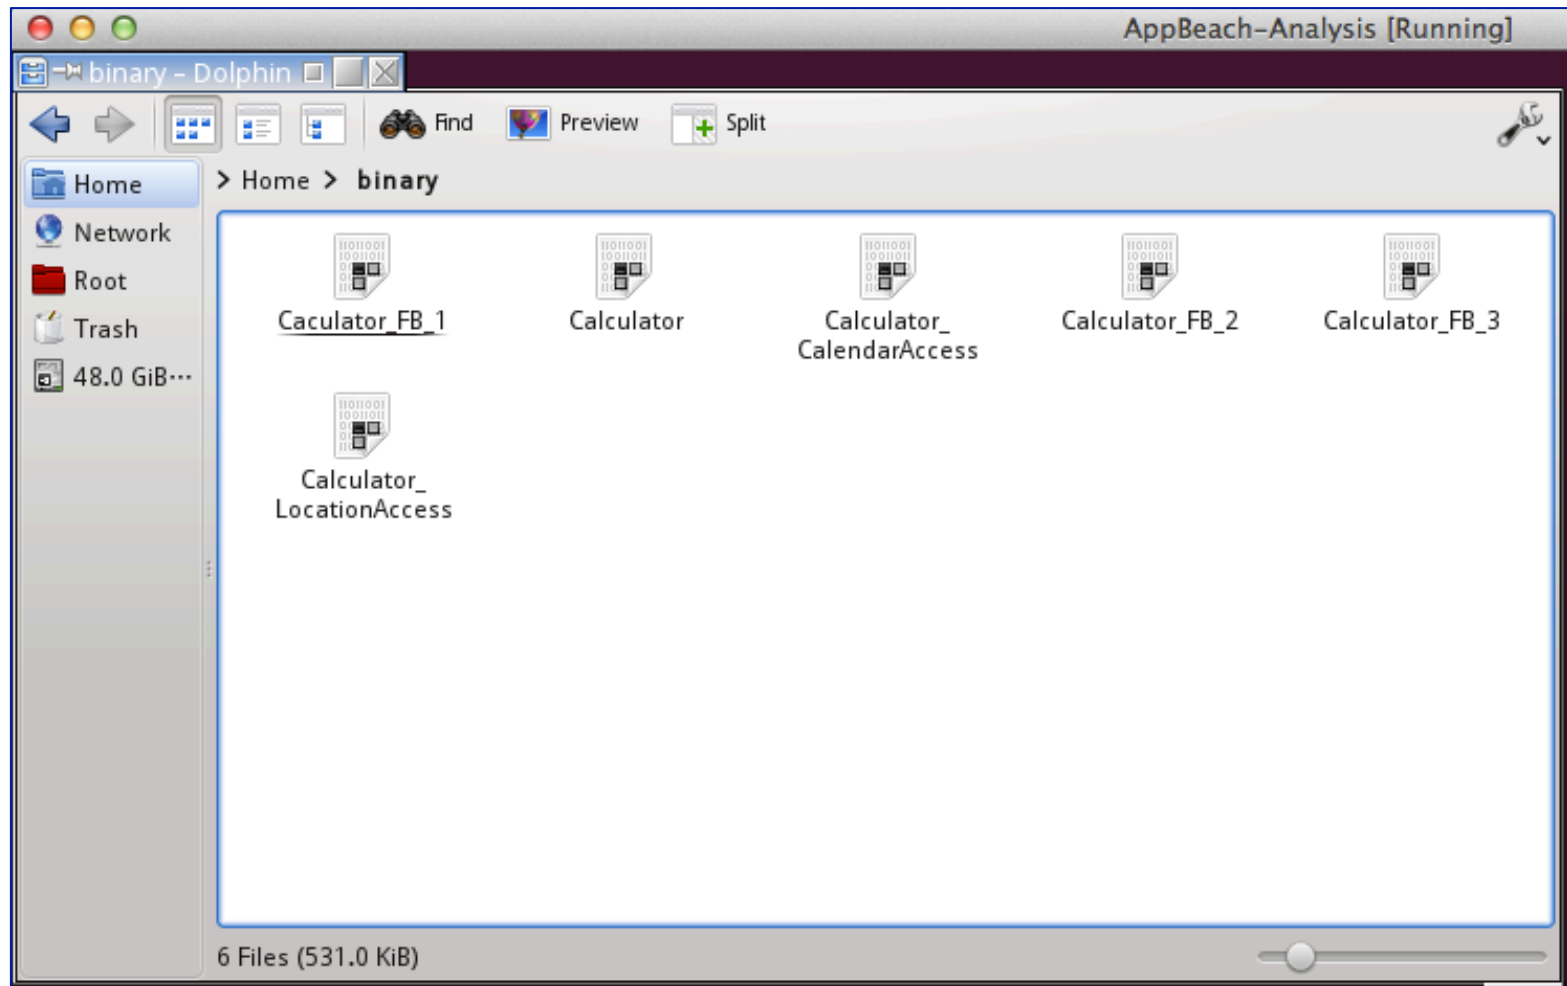 AppBeach-Analysis [Running]
binary – Dolphin
Find
Preview
Split
Home
Network
Root
Trash
48.0 GiB···
> Home > binary
Caculator_FB_1
Calculator
Calculator_
CalendarAccess
Calculator_FB_2
Calculator_FB_3
Calculator_
LocationAccess
6 Files (531.0 KiB)